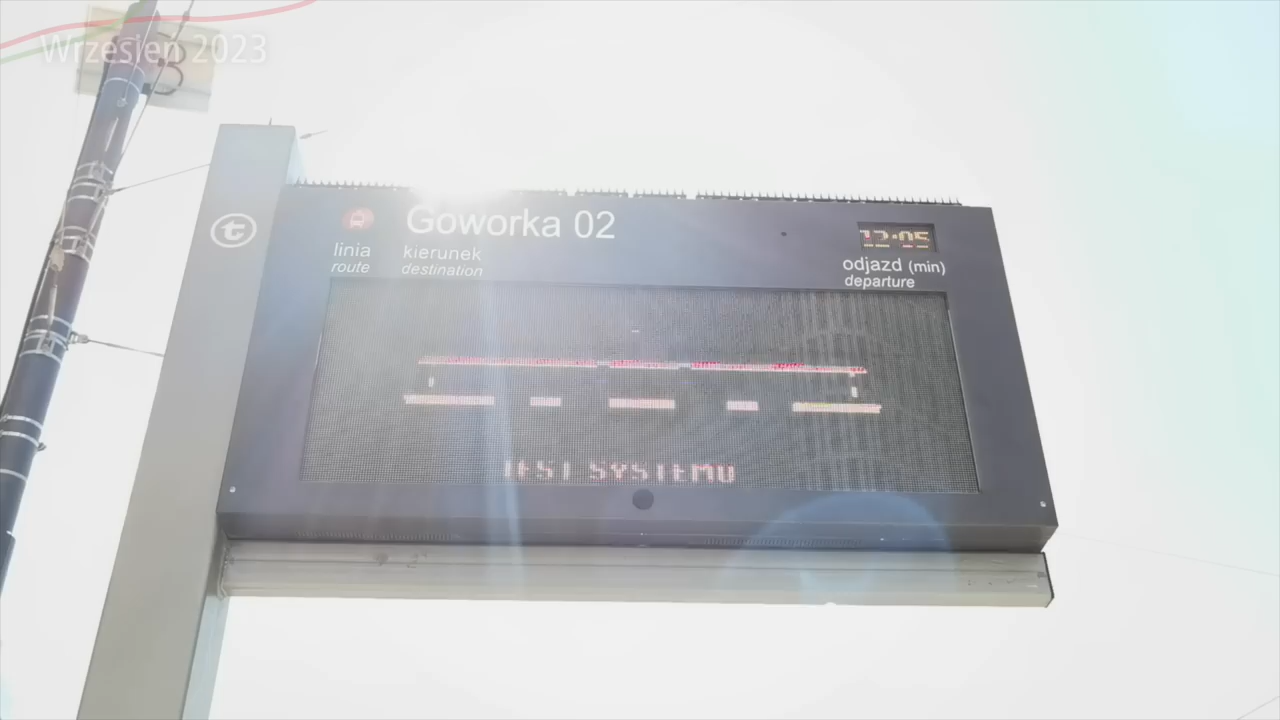 Wrzesień 2023
Goworka 02
12:05
linia
route
kierunek
destination
odjazd (min)
departure
TEST SYSTEMU